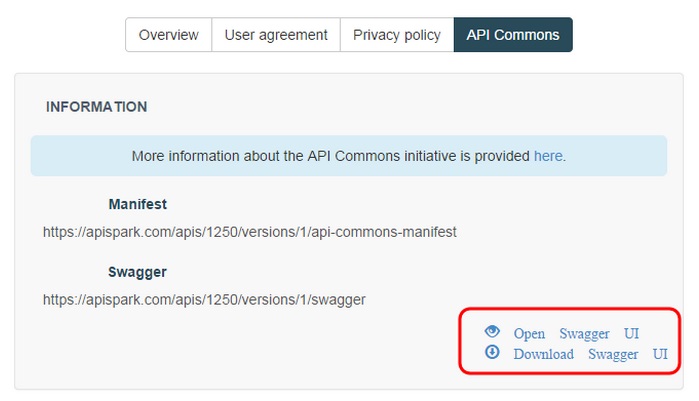 Overview User agreement Privacy policy API Commons
INFORMATION
More information about the API Commons initiative is provided here.
Manifest
https://apispark.com/apis/1250/versions/1/api-commons-manifest
Swagger
https://apispark.com/apis/1250/versions/1/swagger
Open Swagger UI
Download Swagger UI